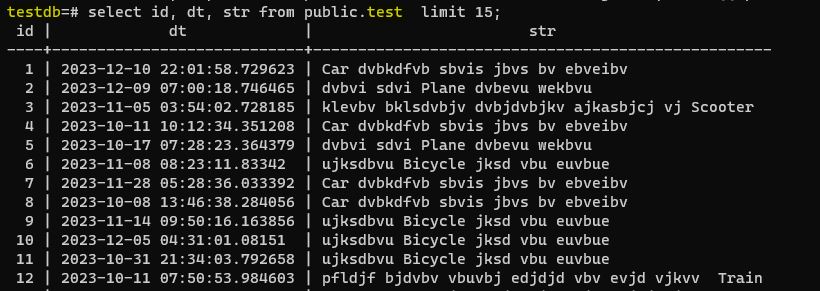 testdb=# select id, dt, str from public.test  limit 15;
 id |             dt             |                      str
----+----------------------------+-----------------------------------------------
  1 | 2023-12-10 22:01:58.729623 | Car dvbkdfvb sbvis jbvs bv ebveibv
  2 | 2023-12-09 07:00:18.746465 | dvbvi sdvi Plane dvbevu wekbvu
  3 | 2023-11-05 03:54:02.728185 | klevbv bklsdvbjv dvbjdvbjkv ajkasbjcj vj Scooter
  4 | 2023-10-11 10:12:34.351208 | Car dvbkdfvb sbvis jbvs bv ebveibv
  5 | 2023-10-17 07:28:23.364379 | dvbvi sdvi Plane dvbevu wekbvu
  6 | 2023-11-08 08:23:11.83342  | ujksdbvu Bicycle jksd vbu euvbue
  7 | 2023-11-28 05:28:36.033392 | Car dvbkdfvb sbvis jbvs bv ebveibv
  8 | 2023-10-08 13:46:38.284056 | Car dvbkdfvb sbvis jbvs bv ebveibv
  9 | 2023-11-14 09:50:16.163856 | ujksdbvu Bicycle jksd vbu euvbue
 10 | 2023-12-05 04:31:01.08151  | ujksdbvu Bicycle jksd vbu euvbue
 11 | 2023-10-31 21:34:03.792658 | ujksdbvu Bicycle jksd vbu euvbue
 12 | 2023-10-11 07:50:53.984603 | pfldjf bjdvbv vbuvbj edjdjd vbv evjd vjkvv  Train